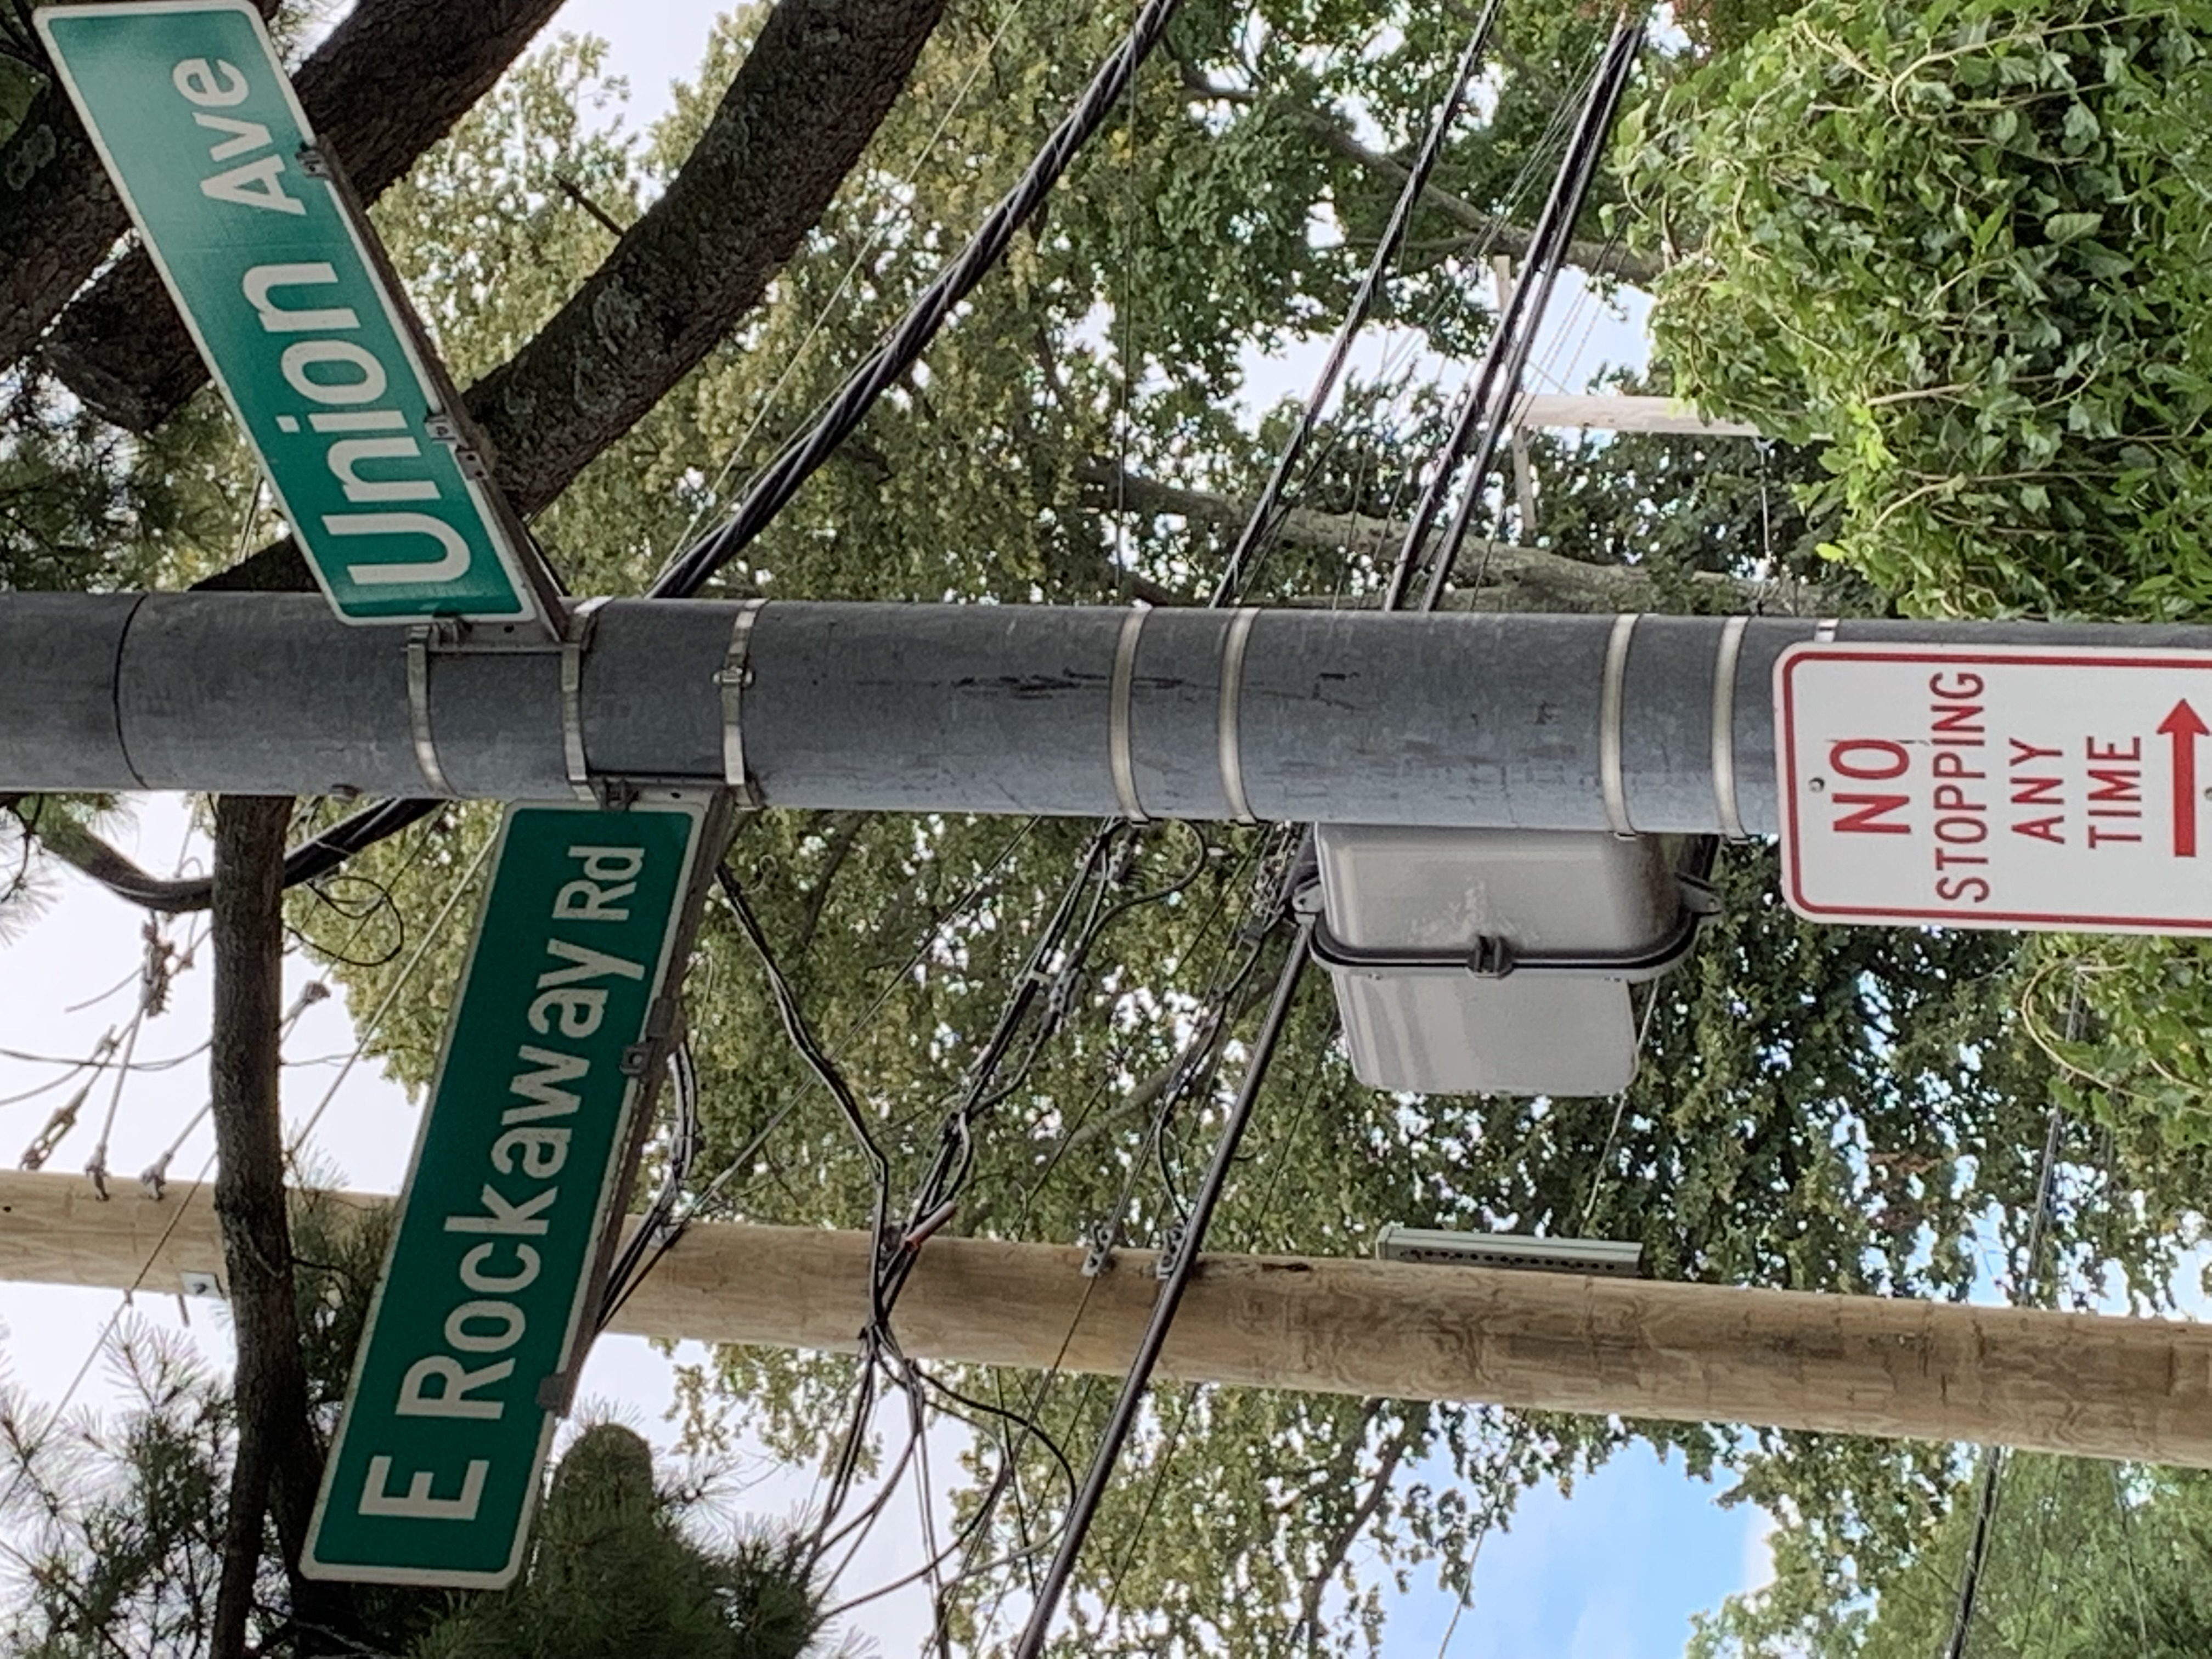 E Rockaway Rd
Union Ave
NO
STOPPING
ANY
TIME